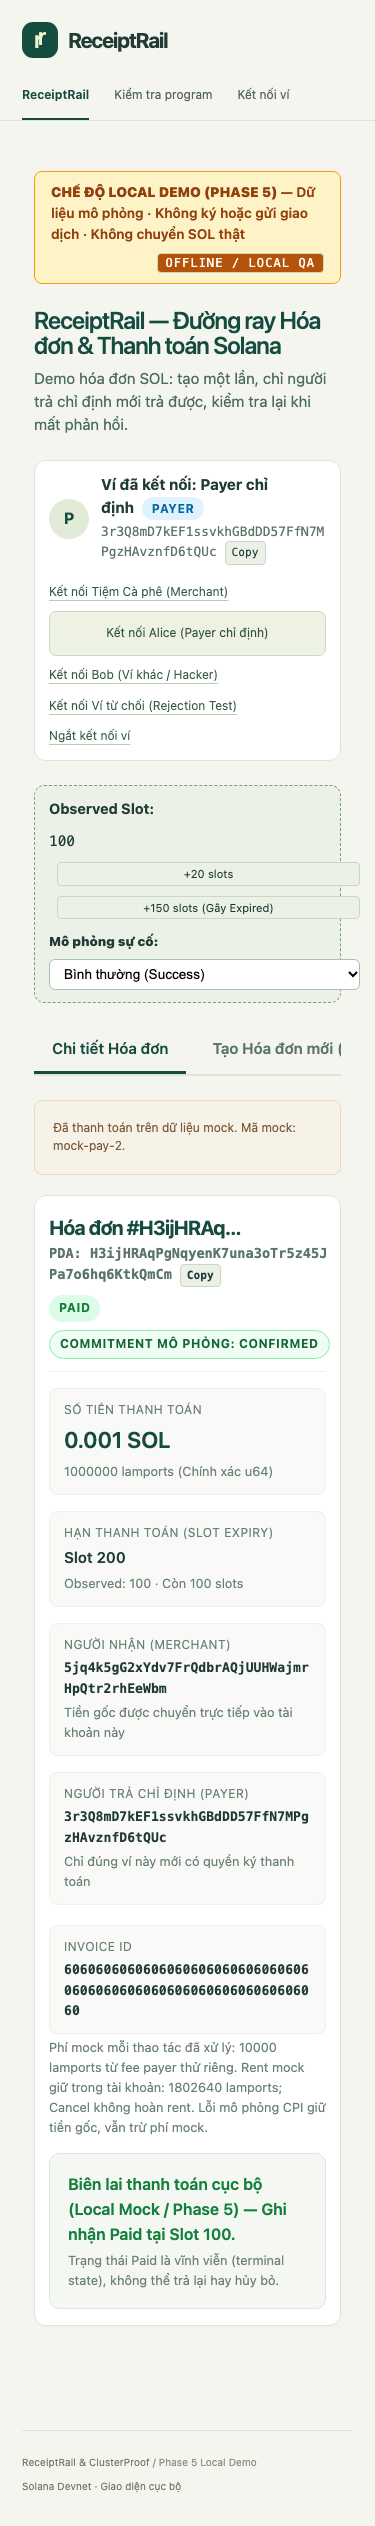 ReceiptRail
ReceiptRail Kiểm tra program Kết nối ví
CHẾ ĐỘ LOCAL DEMO (PHASE 5) — Dữ
liệu mô phỏng · Không ký hoặc gửi giao
dịch · Không chuyển SOL thật
OFFLINE / LOCAL QA
ReceiptRail — Đường ray Hóa
đơn & Thanh toán Solana
Demo hóa đơn SOL: tạo một lần, chỉ người
trả chỉ định mới trả được, kiểm tra lại khi
mất phản hồi.
P
Ví đã kết nối: Payer chỉ
định PAYER
3r3Q8mD7kEF1ssvkhGBdDD57FfN7M
PgzHAvznfD6tQUc Copy
Kết nối Tiệm Cà phê (Merchant)
Kết nối Alice (Payer chỉ định)
Kết nối Bob (Ví khác / Hacker)
Kết nối Ví từ chối (Rejection Test)
Ngắt kết nối ví
Observed Slot:
100
+20 slots
+150 slots (Gây Expired)
Mô phỏng sự cố:
Bình thường (Success)
Chi tiết Hóa đơn Tạo Hóa đơn mới (
Đã thanh toán trên dữ liệu mock. Mã mock:
mock-pay-2.
Hóa đơn #H3ijHRAq...
PDA: H3ijHRAqPgNqyenK7una3oTr5z45J
Pa7o6hq6KtkQmCm Copy
PAID
COMMITMENT MÔ PHỎNG: CONFIRMED
SỐ TIỀN THANH TOÁN
0.001 SOL
1000000 lamports (Chính xác u64)
HẠN THANH TOÁN (SLOT EXPIRY)
Slot 200
Observed: 100 · Còn 100 slots
NGƯỜI NHẬN (MERCHANT)
5jq4k5gG2xYdv7FrQdbrAQjUUHWajmr
HpQtr2rhEeWbm
Tiền gốc được chuyển trực tiếp vào tài
khoản này
NGƯỜI TRẢ CHỈ ĐỊNH (PAYER)
3r3Q8mD7kEF1ssvkhGBdDD57FfN7MPg
zHAvznfD6tQUc
Chỉ đúng ví này mới có quyền ký thanh
toán
INVOICE ID
6060606060606060606060606060606
0606060606060606060606060606060
60
Phí mock mỗi thao tác đã xử lý: 10000
lamports từ fee payer thử riêng. Rent mock
giữ trong tài khoản: 1802640 lamports;
Cancel không hoàn rent. Lỗi mô phỏng CPI giữ
tiền gốc, vẫn trừ phí mock.
Biên lai thanh toán cục bộ
(Local Mock / Phase 5) — Ghi
nhận Paid tại Slot 100.
Trạng thái Paid là vĩnh viễn (terminal
state), không thể trả lại hay hủy bỏ.
ReceiptRail & ClusterProof / Phase 5 Local Demo
Solana Devnet · Giao diện cục bộ